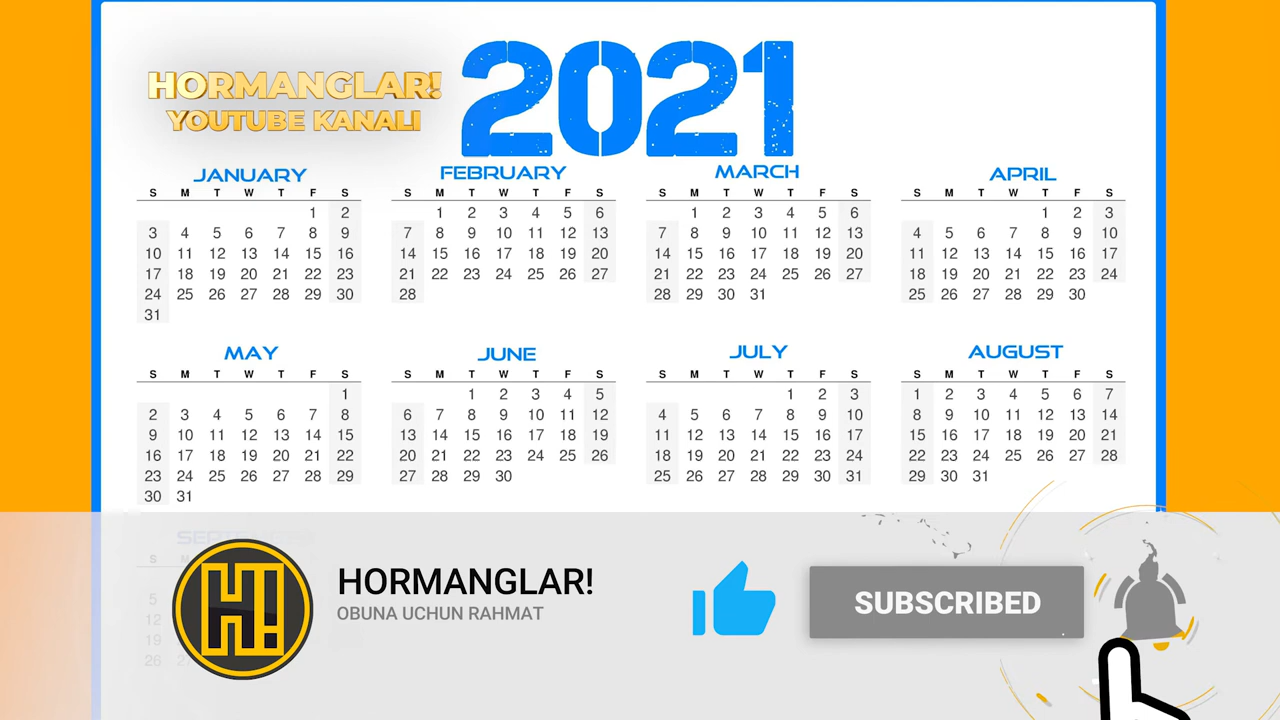 HORMANGLAR!
YOUTUBE KANALI
2021
JANUARY
S M T W T F S
1 2
3 4 5 6 7 8 9
10 11 12 13 14 15 16
17 18 19 20 21 22 23
24 25 26 27 28 29 30
31
FEBRUARY
S M T W T F S
1 2 3 4 5 6
7 8 9 10 11 12 13
14 15 16 17 18 19 20
21 22 23 24 25 26 27
28
MARCH
S M T W T F S
1 2 3 4 5 6
7 8 9 10 11 12 13
14 15 16 17 18 19 20
21 22 23 24 25 26 27
28 29 30 31
APRIL
S M T W T F S
1 2 3
4 5 6 7 8 9 10
11 12 13 14 15 16 17
18 19 20 21 22 23 24
25 26 27 28 29 30
MAY
S M T W T F S
1
2 3 4 5 6 7 8
9 10 11 12 13 14 15
16 17 18 19 20 21 22
23 24 25 26 27 28 29
30 31
JUNE
S M T W T F S
1 2 3 4 5
6 7 8 9 10 11 12
13 14 15 16 17 18 19
20 21 22 23 24 25 26
27 28 29 30
JULY
S M T W T F S
1 2 3
4 5 6 7 8 9 10
11 12 13 14 15 16 17
18 19 20 21 22 23 24
25 26 27 28 29 30 31
AUGUST
S M T W T F S
1 2 3 4 5 6 7
8 9 10 11 12 13 14
15 16 17 18 19 20 21
22 23 24 25 26 27 28
29 30 31
S
5
12
19
26
H!
HORMANGLAR!
OBUNA UCHUN RAHMAT
SUBSCRIBED